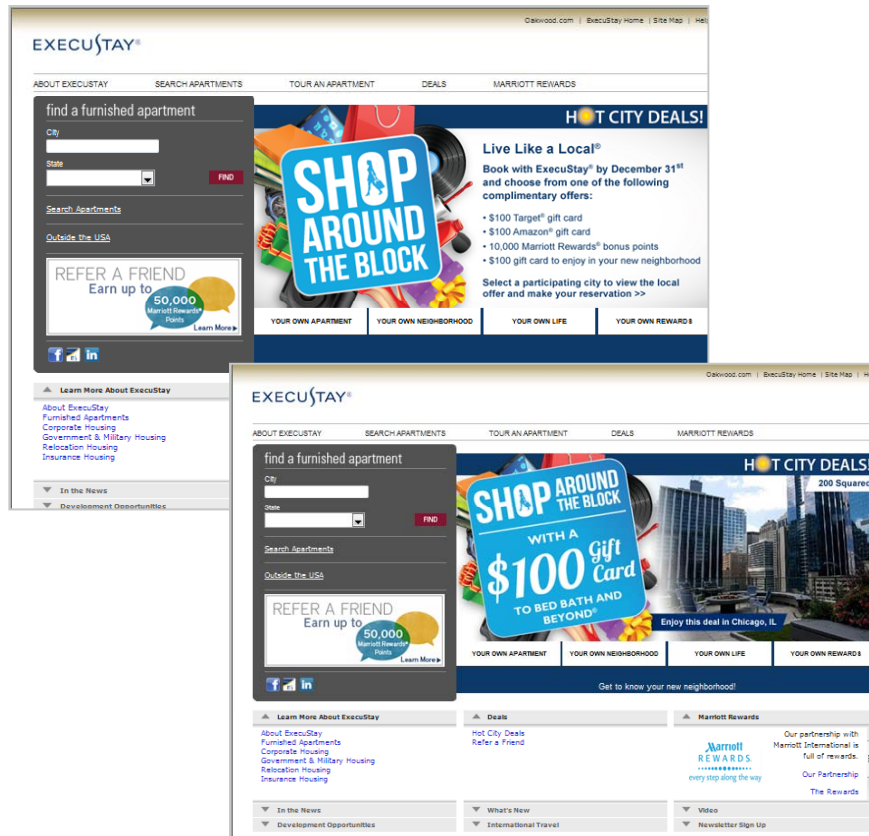 Oakwood.com | ExecuStay Home | Site Map | Help
EXECUSTAY®
ABOUT EXECUSTAY SEARCH APARTMENTS TOUR AN APARTMENT DEALS MARRIOTT REWARDS
find a furnished apartment
City
State
FIND
Search Apartments
Outside the USA
REFER A FRIEND
Earn up to
50,000
Marriott Rewards®
Points
Learn More
SHOP
AROUND
THE BLOCK
HOT CITY DEALS!
Live Like a Local®
Book with ExecuStay® by December 31st
and choose from one of the following
complimentary offers:
• $100 Target® gift card
• $100 Amazon® gift card
• 10,000 Marriott Rewards® bonus points
• $100 gift card to enjoy in your new neighborhood
Select a participating city to view the local
offer and make your reservation >>
YOUR OWN APARTMENT YOUR OWN NEIGHBORHOOD YOUR OWN LIFE YOUR OWN REWARDS
Learn More About ExecuStay
About ExecuStay
Furnished Apartments
Corporate Housing
Government & Military Housing
Relocation Housing
Insurance Housing
In the News
Development Opportunities
Oakwood.com | ExecuStay Home | Site Map | H
EXECUSTAY®
ABOUT EXECUSTAY SEARCH APARTMENTS TOUR AN APARTMENT DEALS MARRIOTT REWARDS
find a furnished apartment
City
State
FIND
Search Apartments
Outside the USA
REFER A FRIEND
Earn up to
50,000
Marriott Rewards®
Points
Learn More
SHOP AROUND
THE BLOCK
WITH A
$100 Gift
Card
TO BED BATH AND
BEYOND®
HOT CITY DEALS!
200 Squared
Enjoy this deal in Chicago, IL
YOUR OWN APARTMENT YOUR OWN NEIGHBORHOOD YOUR OWN LIFE YOUR OWN REWARDS
Get to know your new neighborhood!
Learn More About ExecuStay
About ExecuStay
Furnished Apartments
Corporate Housing
Government & Military Housing
Relocation Housing
Insurance Housing
Deals
Hot City Deals
Refer a Friend
Marriott Rewards
Marriott
REWARDS.
every step along the way
Our partnership with
Marriott International is
full of rewards.
Our Partnership
The Rewards
In the News What's New Video
Development Opportunities International Travel Newsletter Sign Up